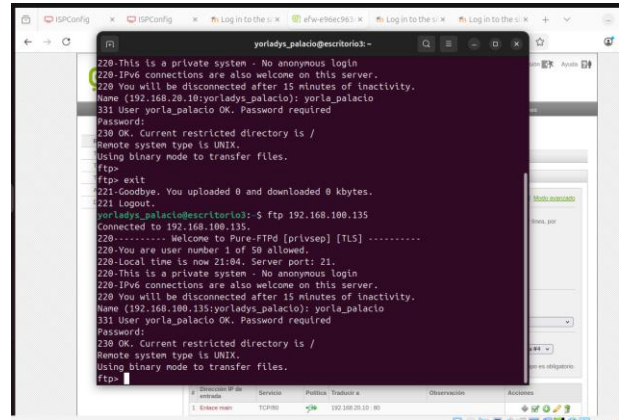 ISPConfig
ISPConfig
Log in to the si
efw-e96ec963-
Log in to the s
Log in to the si
yorladys_palacio@escritorio3: ~
220-This is a private system - No anonymous login
220-IPv6 connections are also welcome on this server.
220 You will be disconnected after 15 minutes of inactivity.
Name (192.168.20.10:yorladys_palacio): yorla_palacio
331 User yorla_palacio OK. Password required
Password:
230 OK. Current restricted directory is /
Remote system type is UNIX.
Using binary mode to transfer files.
ftp>
ftp> exit
221-Goodbye. You uploaded 0 and downloaded 0 kbytes.
221 Logout.
yorladys_palacio@escritorio3:~$ ftp 192.168.100.135
Connected to 192.168.100.135.
220---------- Welcome to Pure-FTPd [privsep] [TLS] ----------
220-You are user number 1 of 50 allowed.
220-Local time is now 21:04. Server port: 21.
220-This is a private system - No anonymous login
220-IPv6 connections are also welcome on this server.
220 You will be disconnected after 15 minutes of inactivity.
Name (192.168.100.135:yorladys_palacio): yorla_palacio
331 User yorla_palacio OK. Password required
Password:
230 OK. Current restricted directory is /
Remote system type is UNIX.
Using binary mode to transfer files.
ftp>
Ayuda
Modo avanzado
línea, por
es obligatorio
# Dirección IP de entrada Servicio Política Traducir a Observación Acciones
1 Enlace main TCP/80 192.168.20.10 : 80